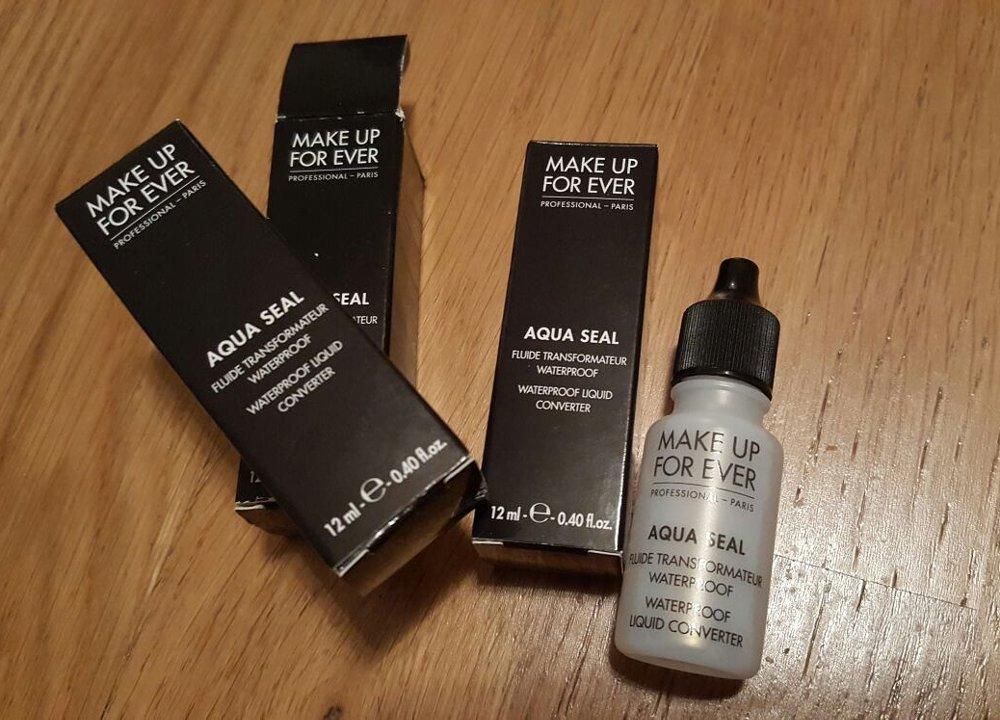 MAKE UP
FOR EVER
PROFESSIONAL – PARIS
AQUA SEAL
FLUIDE TRANSFORMATEUR
WATERPROOF
WATERPROOF LIQUID
CONVERTER
12 ml - ℮ - 0.40 fl.oz.
MAKE UP
FOR EVER
PROFESSIONAL – PARIS
SEAL
TEUR
12
MAKE UP
FOR EVER
PROFESSIONAL – PARIS
AQUA SEAL
FLUIDE TRANSFORMATEUR
WATERPROOF
WATERPROOF LIQUID
CONVERTER
12 ml - ℮ - 0.40 fl.oz.
MAKE UP
FOR EVER
PROFESSIONAL – PARIS
AQUA SEAL
FLUIDE TRANSFORMATEUR
WATERPROOF
WATERPROOF
LIQUID CONVERTER